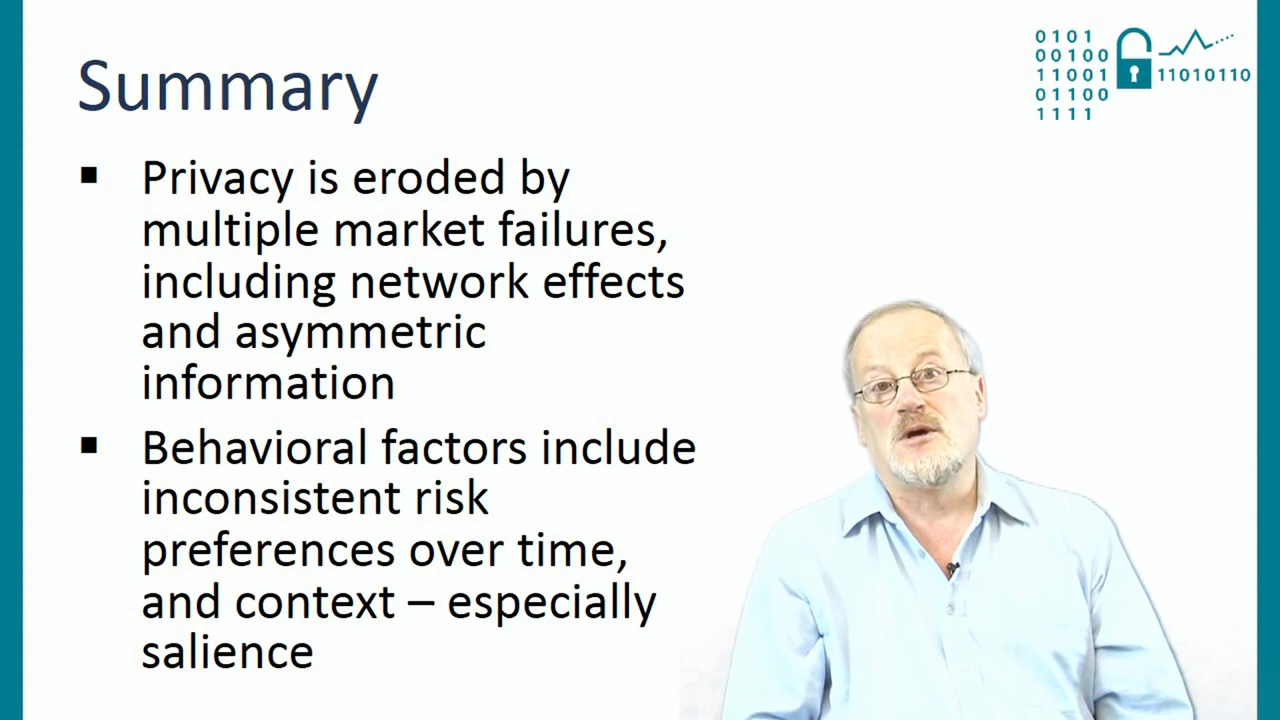 Summary
▪ Privacy is eroded by
multiple market failures,
including network effects
and asymmetric
information
▪ Behavioral factors include
inconsistent risk
preferences over time,
and context – especially
salience
0101
00100
11001
01100
1111
11010110